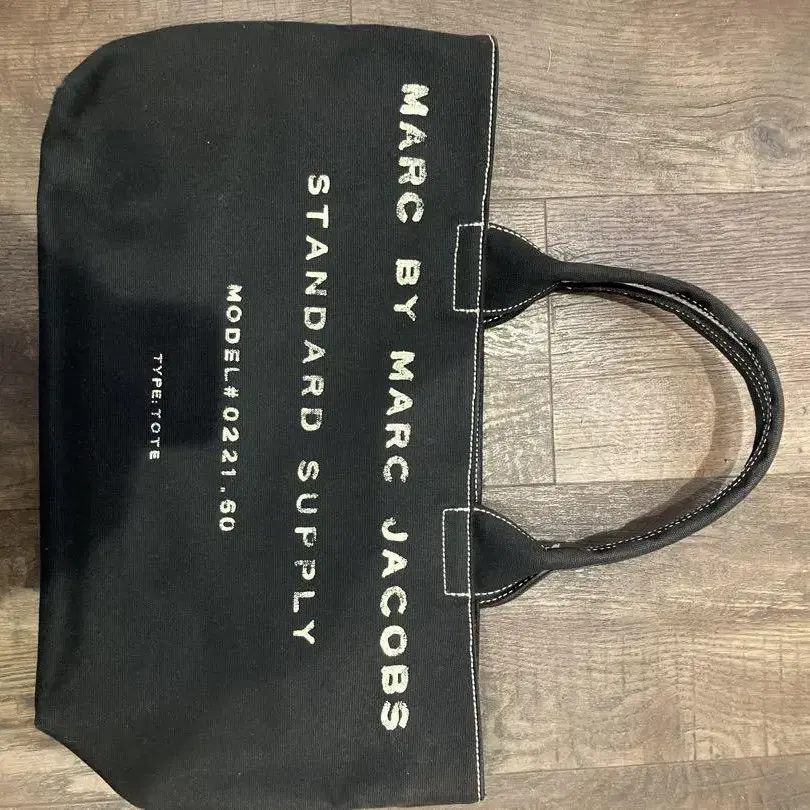 MARC BY MARC JACOBS
STANDARD SUPPLY
MODEL#0221.60
TYPE:TOTE